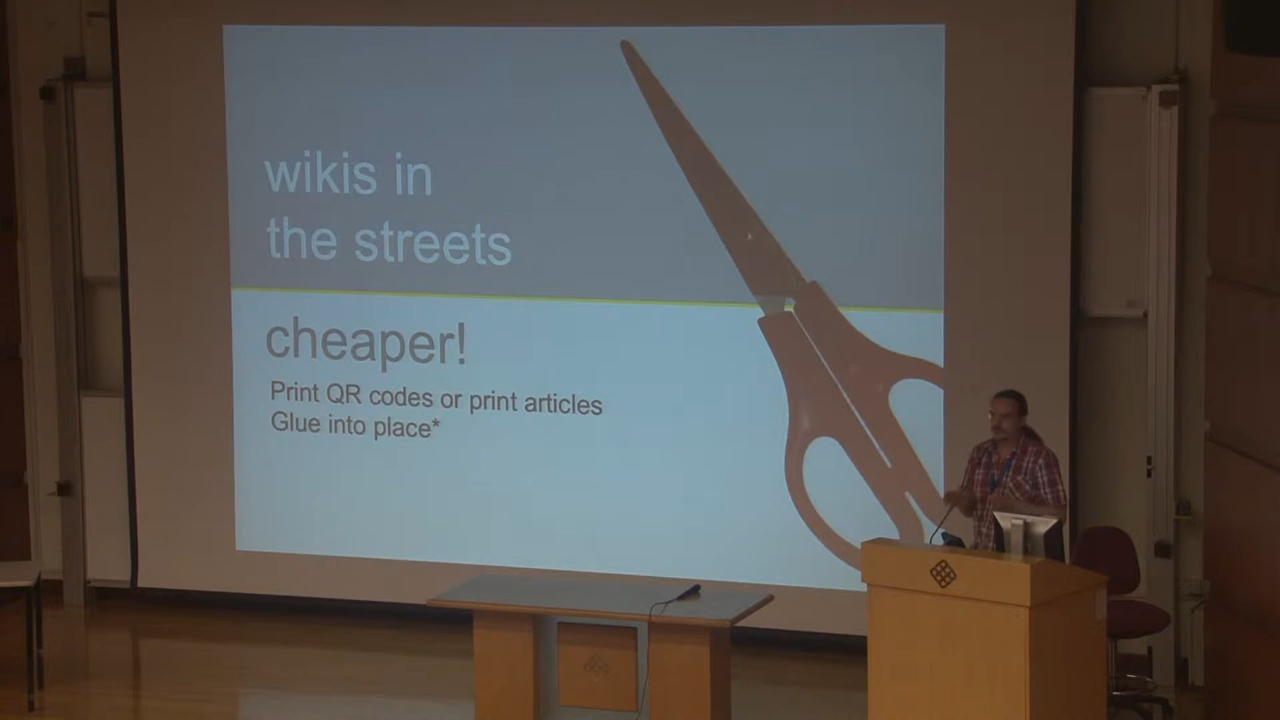 wikis in
the streets
cheaper!
Print QR codes or print articles
Glue into place*